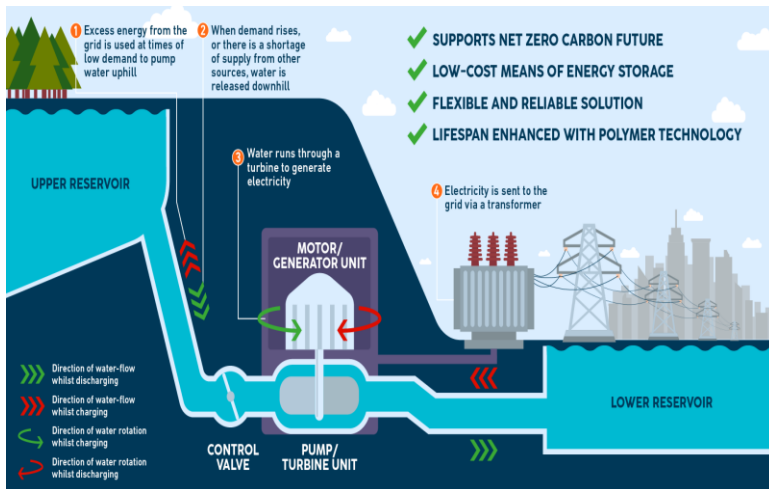 1 Excess energy from the
grid is used at times of
low demand to pump
water uphill
2 When demand rises,
or there is a shortage
of supply from other
sources, water is
released downhill
SUPPORTS NET ZERO CARBON FUTURE
LOW-COST MEANS OF ENERGY STORAGE
FLEXIBLE AND RELIABLE SOLUTION
LIFESPAN ENHANCED WITH POLYMER TECHNOLOGY
3 Water runs through a
turbine to generate
electricity
UPPER RESERVOIR
4 Electricity is sent to the
grid via a transformer
MOTOR/
GENERATOR UNIT
Direction of water-flow
whilst discharging
Direction of water-flow
whilst charging
Direction of water rotation
whilst charging
Direction of water rotation
whilst discharging
CONTROL
VALVE
PUMP/
TURBINE UNIT
LOWER RESERVOIR